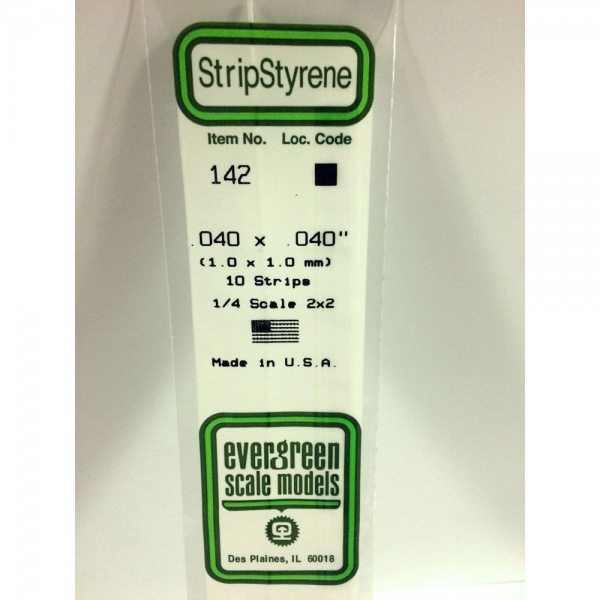 StripStyrene
Item No. Loc. Code
142
.040 x .040"
(1.0 x 1.0 mm)
10 Strips
1/4 Scale 2x2
Made in U.S.A.
evergreen
scale models
Des Plaines, IL 60018